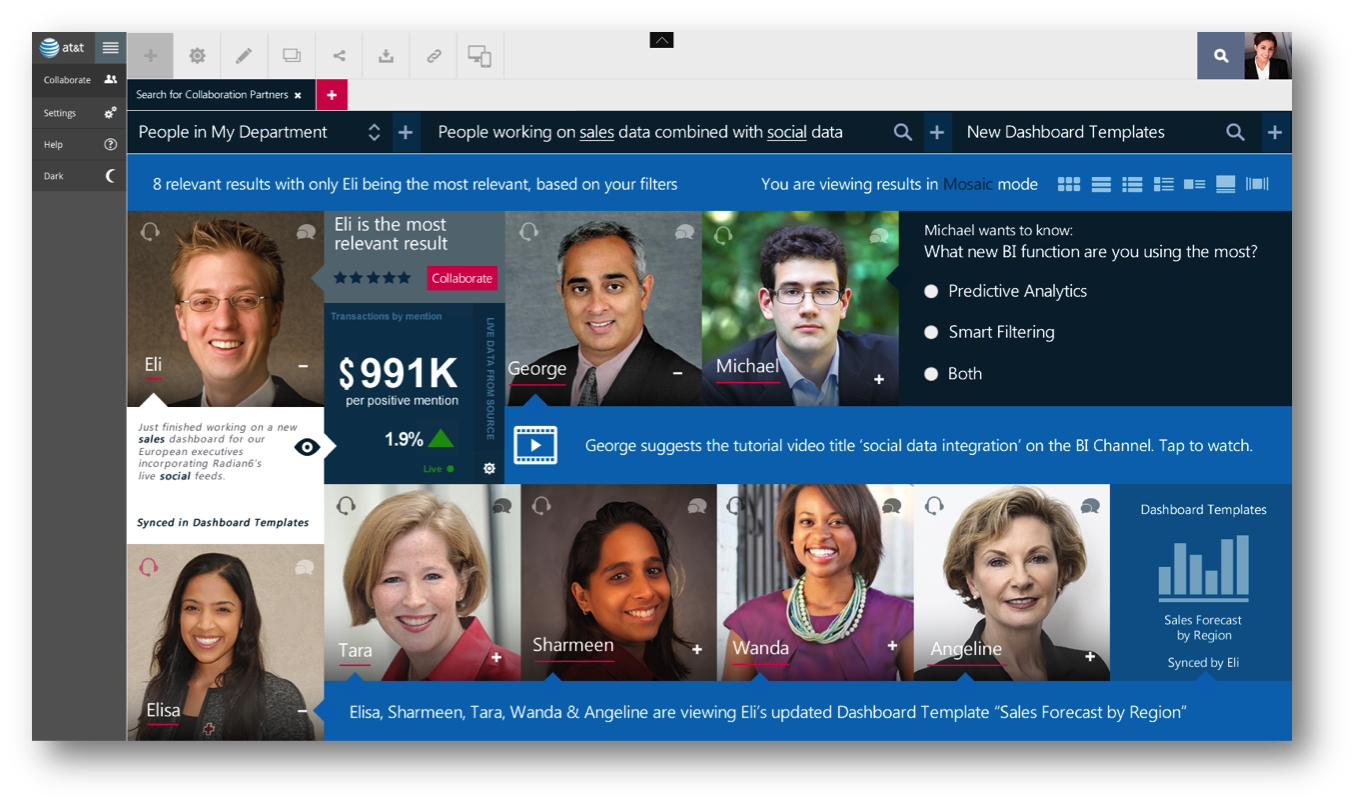 at&t
Collaborate
Settings
Help
Dark
Search for Collaboration Partners ×
People in My Department
People working on sales data combined with social data
New Dashboard Templates
8 relevant results with only Eli being the most relevant, based on your filters
You are viewing results in Mosaic mode
Eli
Eli is the most
relevant result
Collaborate
Transactions by mention
$991K
per positive mention
1.9%
Live
LIVE DATA FROM SOURCE
George
Michael
Michael wants to know:
What new BI function are you using the most?
Predictive Analytics
Smart Filtering
Both
Just finished working on a new
sales dashboard for our
European executives
incorporating Radian6's
live social feeds.
Synced in Dashboard Templates
George suggests the tutorial video title 'social data integration' on the BI Channel. Tap to watch.
Elisa
Tara
Sharmeen
Wanda
Angeline
Dashboard Templates
Sales Forecast
by Region
Synced by Eli
Elisa, Sharmeen, Tara, Wanda & Angeline are viewing Eli's updated Dashboard Template "Sales Forecast by Region"